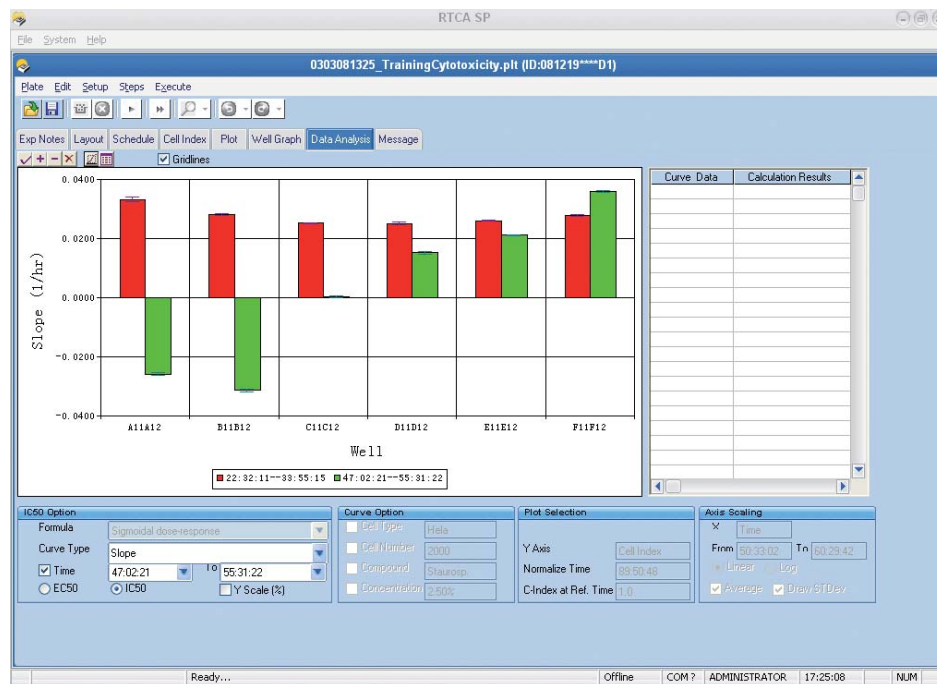 RTCA SP
File System Help
0303081325_TrainingCytotoxicity.plt (ID:081219****D1)
Plate Edit Setup Steps Execute
Exp Notes Layout Schedule Cell Index Plot Well Graph Data Analysis Message
Gridlines
Curve Data Calculation Results
0.0400
0.0200
0.0000
-0.0200
-0.0400
Slope (1/hr)
A11A12 B11B12 C11C12 D11D12 E11E12 F11F12
Well
22:32:11--33:55:15 47:02:21--55:31:22
IC50 Option
Formula Sigmoidal dose-response
Curve Type Slope
Time 47:02:21 To 55:31:22
EC50 IC50 Y Scale (%)
Curve Option
Cell Type Hela
Cell Number 2000
Compound Staurosp
Concentration 2.50%
Plot Selection
Y Axis Cell Index
Normalize Time 89:50:48
C-Index at Ref. Time 1.0
Axis Scaling
X Time
From 50:33:02 To 60:29:42
Linear Log
Average Draw STDev
Ready... Offline COM? ADMINISTRATOR 17:25:08 NUM